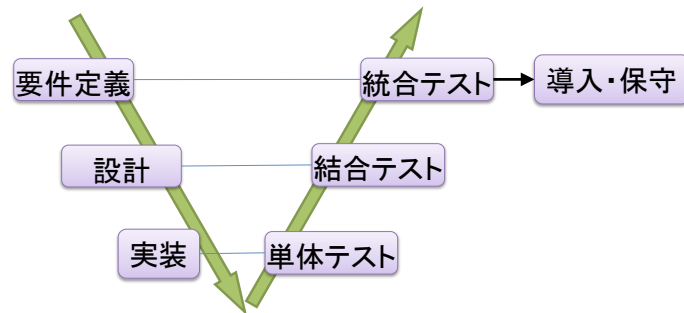 要件定義
統合テスト
導入・保守
設計
結合テスト
実装
単体テスト